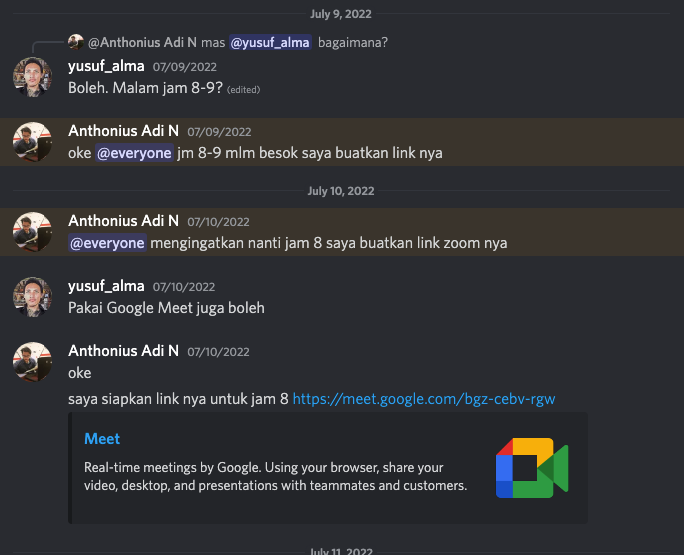 July 9, 2022
@Anthonius Adi N mas @yusuf_alma bagaimana?
yusuf_alma 07/09/2022
Boleh. Malam jam 8-9? (edited)
Anthonius Adi N 07/09/2022
oke @everyone jm 8-9 mlm besok saya buatkan link nya
July 10, 2022
Anthonius Adi N 07/10/2022
@everyone mengingatkan nanti jam 8 saya buatkan link zoom nya
yusuf_alma 07/10/2022
Pakai Google Meet juga boleh
Anthonius Adi N 07/10/2022
oke
saya siapkan link nya untuk jam 8 https://meet.google.com/bgz-cebv-rgw
Meet
Real-time meetings by Google. Using your browser, share your
video, desktop, and presentations with teammates and customers.
July 11, 2022